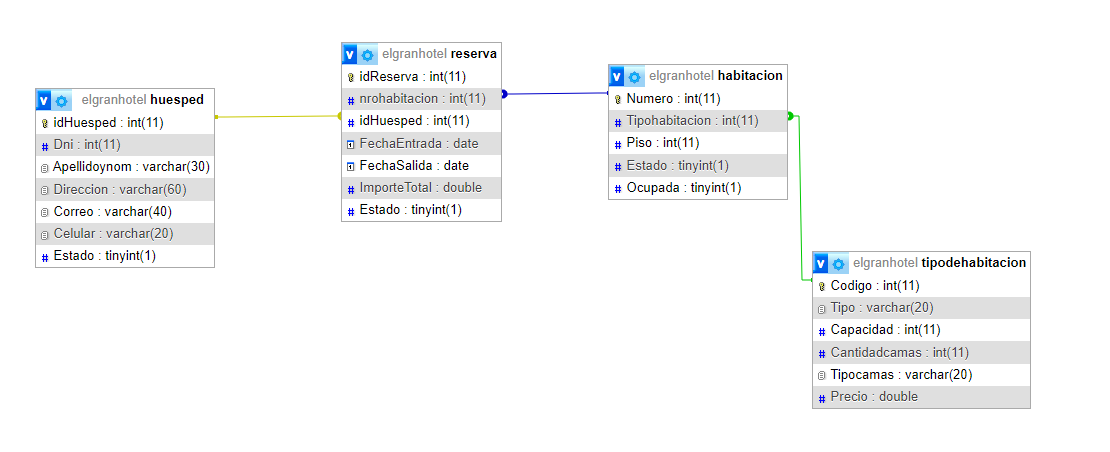 elgranhotel huesped
idHuesped : int(11)
Dni : int(11)
Apellidoynom : varchar(30)
Direccion : varchar(60)
Correo : varchar(40)
Celular : varchar(20)
Estado : tinyint(1)
elgranhotel reserva
idReserva : int(11)
nrohabitacion : int(11)
idHuesped : int(11)
FechaEntrada : date
FechaSalida : date
ImporteTotal : double
Estado : tinyint(1)
elgranhotel habitacion
Numero : int(11)
Tipohabitacion : int(11)
PIso : int(11)
Estado : tinyint(1)
Ocupada : tinyint(1)
elgranhotel tipodehabitacion
Codigo : int(11)
Tipo : varchar(20)
Capacidad : int(11)
Cantidadcamas : int(11)
Tipocamas : varchar(20)
Precio : double